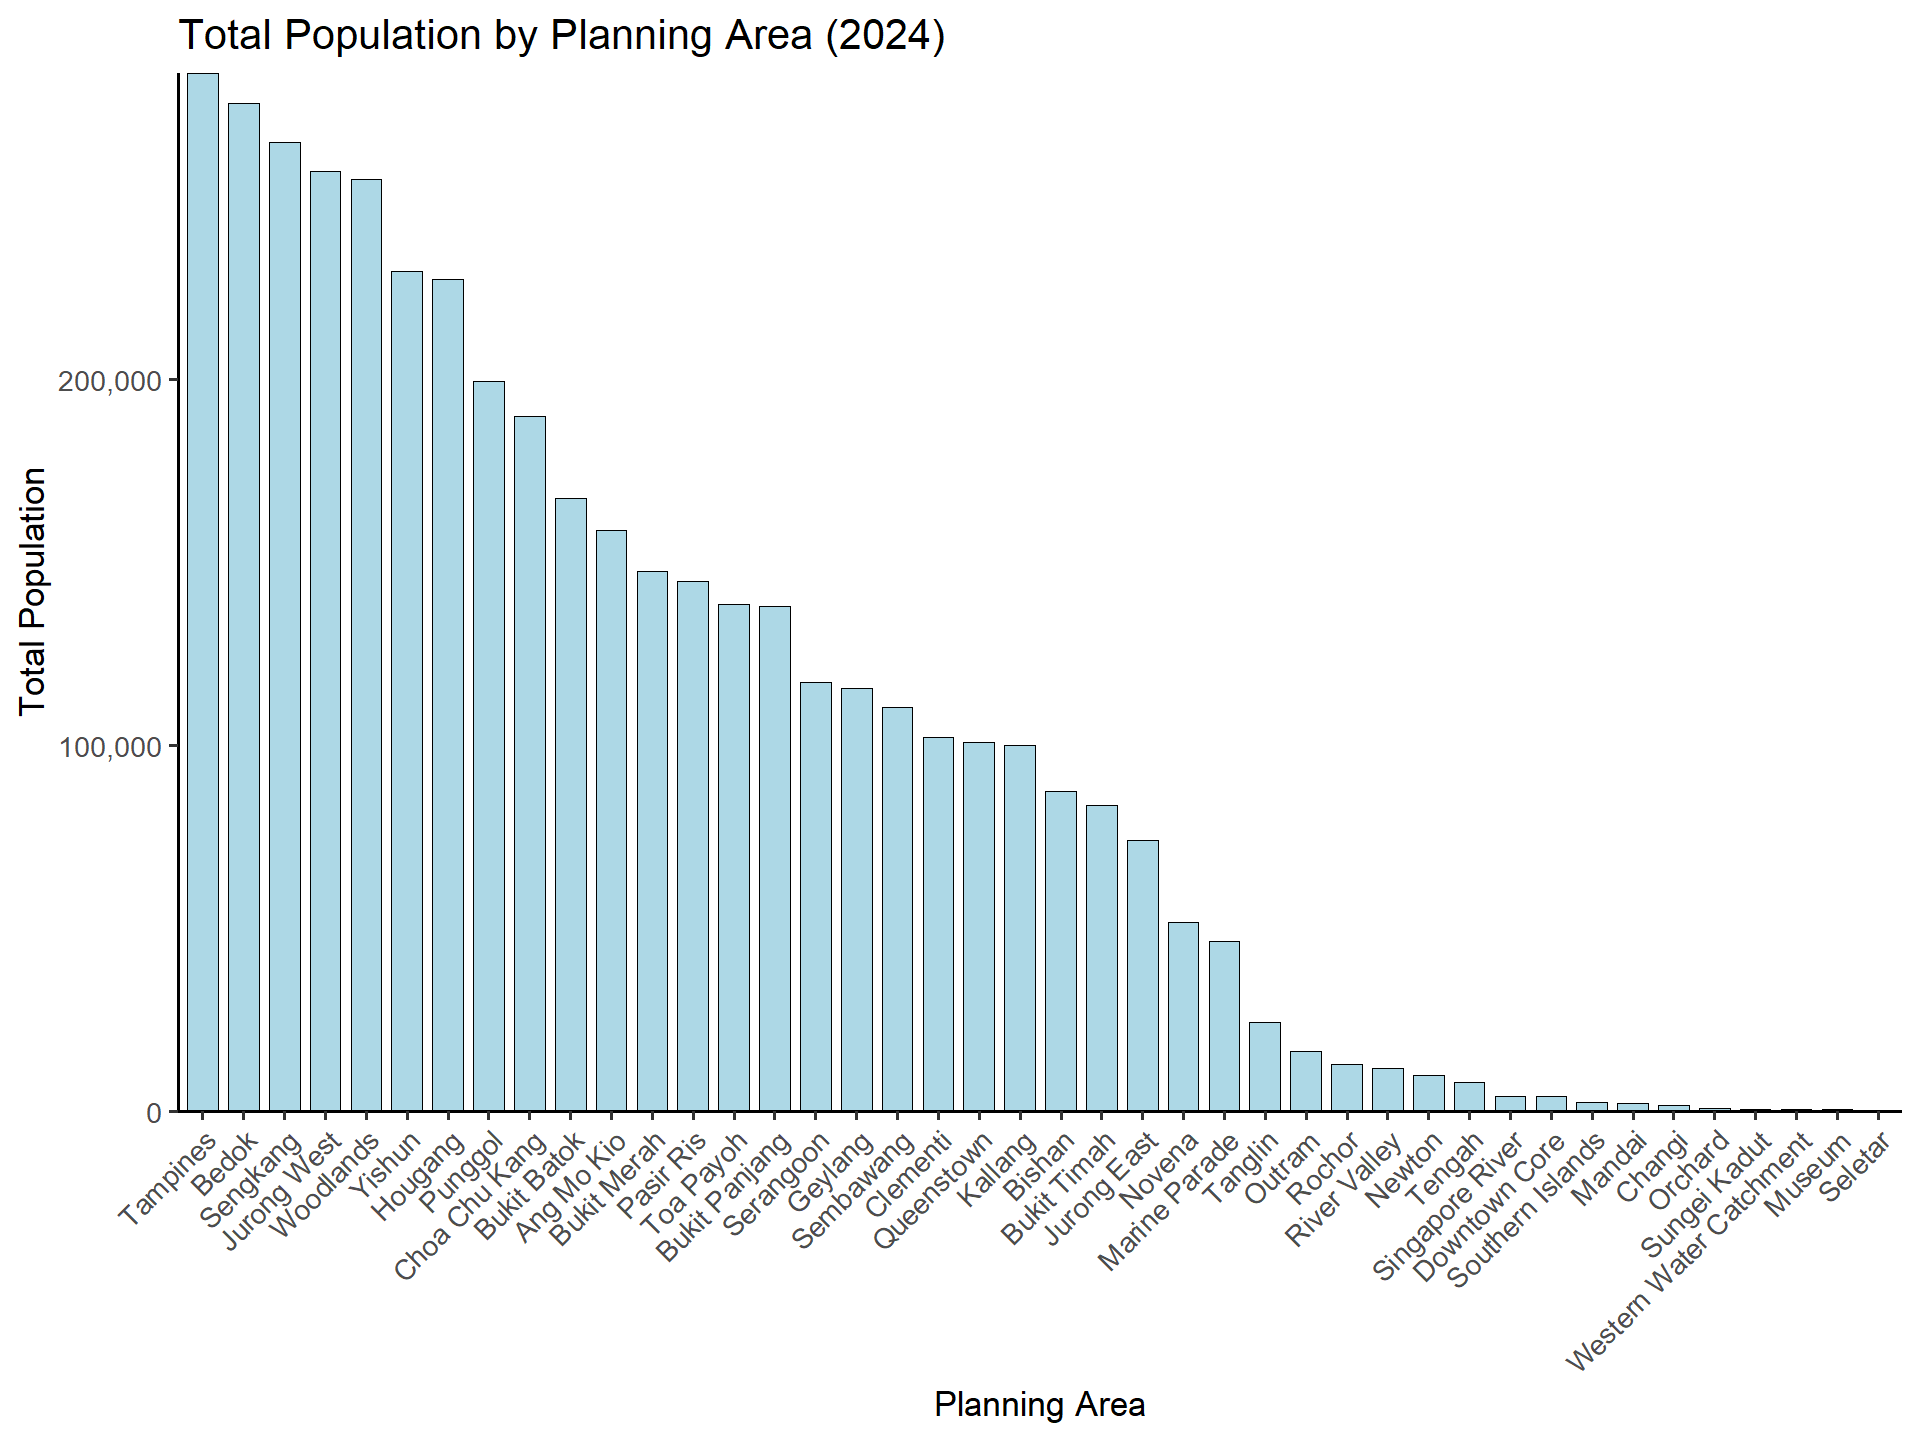 Total Population by Planning Area (2024)
Total Population
200,000
100,000
0
Tampines
Bedok
Sengkang
Jurong West
Woodlands
Yishun
Hougang
Punggol
Choa Chu Kang
Bukit Batok
Ang Mo Kio
Bukit Merah
Pasir Ris
Toa Payoh
Bukit Panjang
Serangoon
Geylang
Sembawang
Clementi
Queenstown
Kallang
Bishan
Bukit Timah
Jurong East
Novena
Marine Parade
Tanglin
Outram
Rochor
River Valley
Newton
Tengah
Singapore River
Downtown Core
Southern Islands
Mandai
Changi
Orchard
Sungei Kadut
Western Water Catchment
Museum
Seletar
Planning Area